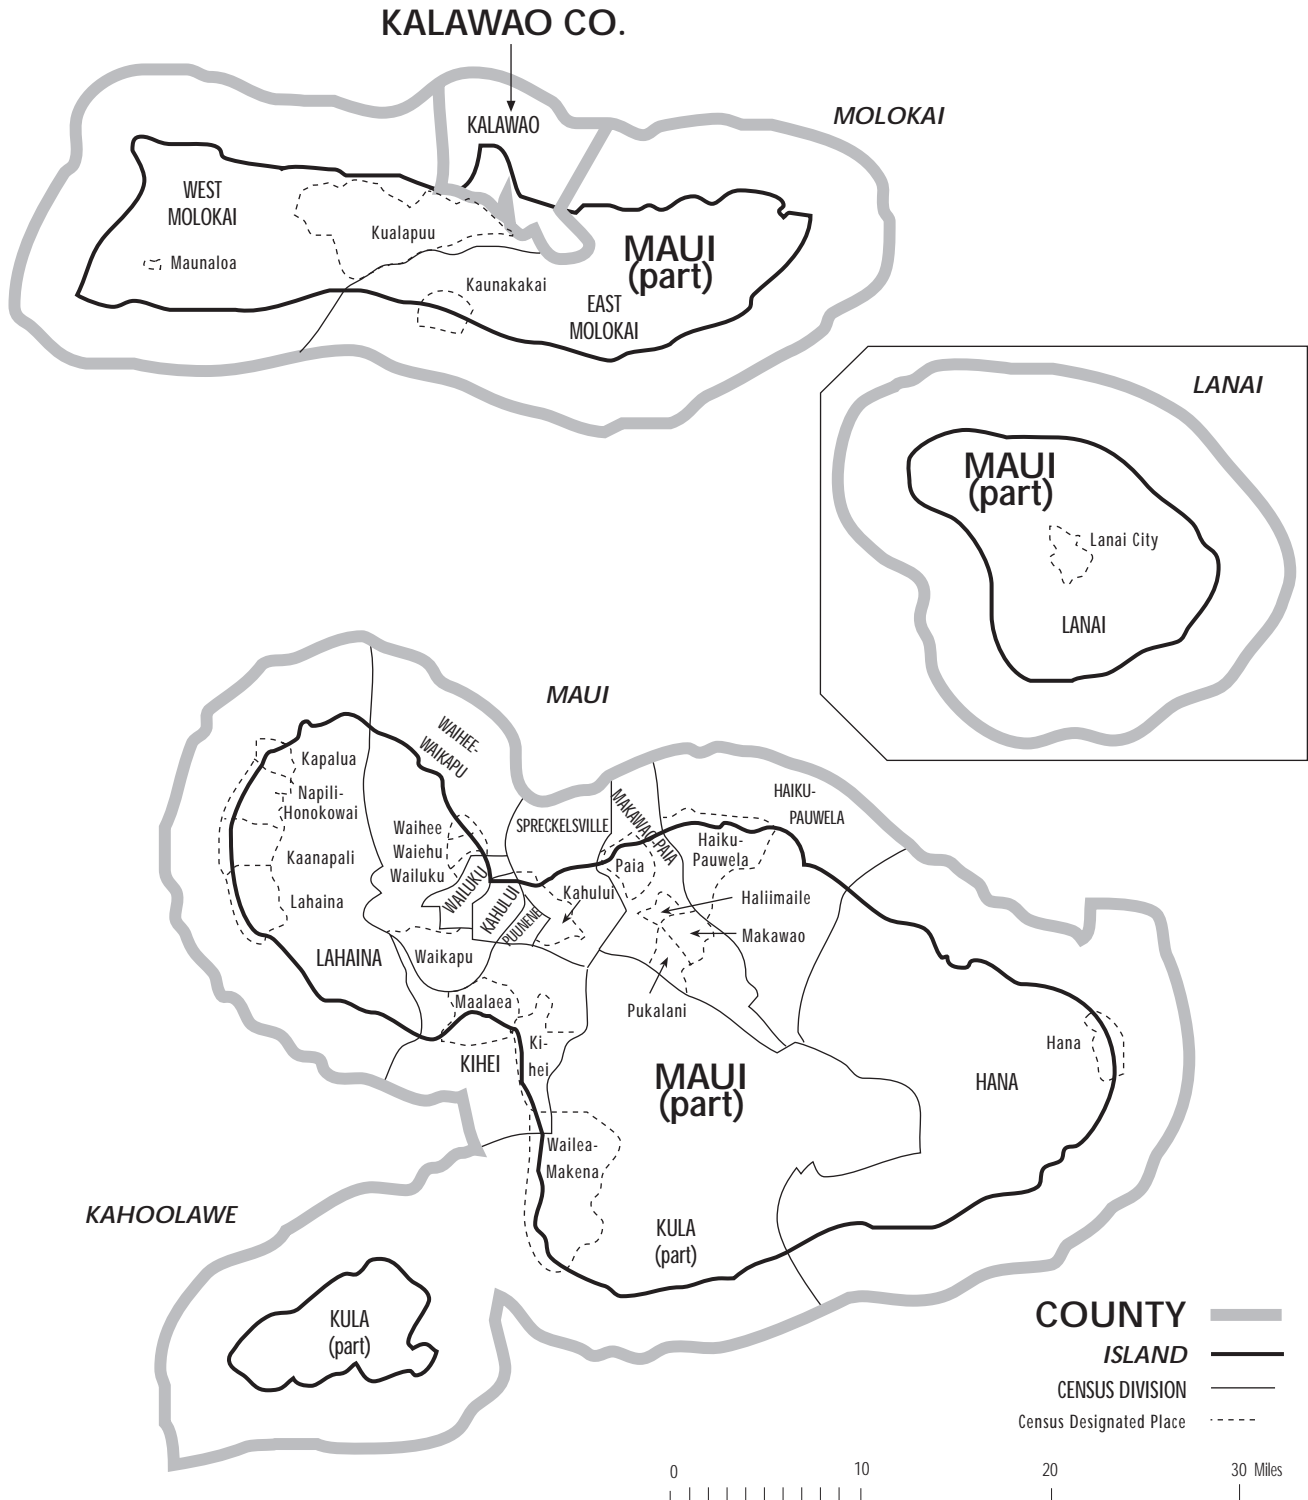 KALAWAO CO.
MOLOKAI
KALAWAO
WEST
MOLOKAI
Kualapuu
Maunaloa
MAUI
(part)
Kaunakakai
EAST
MOLOKAI
LANAI
MAUI
(part)
Lanai City
LANAI
MAUI
WAIHEE-
WAIKAPU
Kapalua
Napili-
Honokowai
Kaanapali
Lahaina
LAHAINA
Waihee
Waiehu
Wailuku
WAILUKU
KAHULUI
PUUNENE
SPRECKELSVILLE
MAKAWAO-PAIA
HAIKU-
PAUWELA
Haiku-
Pauwela
Paia
Kahului
Haliimaile
Makawao
Pukalani
Waikapu
Maalaea
KIHEI
Ki-
hei
MAUI
(part)
Hana
HANA
Wailea-
Makena
KULA
(part)
KAHOOLAWE
KULA
(part)
COUNTY
ISLAND
CENSUS DIVISION
Census Designated Place
0 10 20 30 Miles